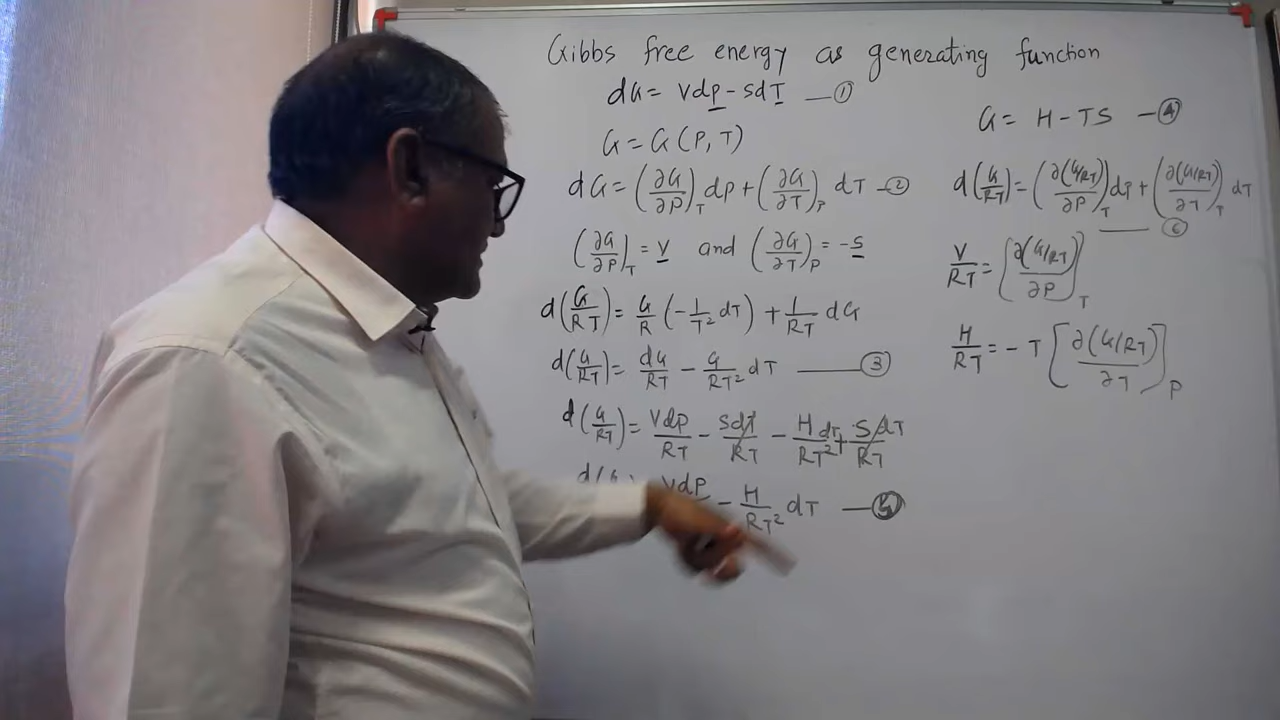 Gibbs free energy as generating function
dG = Vdp - SdT —①
G = G(P, T)
dG = (∂G/∂P)_T dp + (∂G/∂T)_P dT —②
(∂G/∂P)_T = V and (∂G/∂T)_P = -S
d(G/RT) = G/R (-1/T² dT) + 1/RT dG
d(G/RT) = dG/RT - G/RT² dT —③
d(G/RT) = Vdp/RT - SdT/RT - H dT/RT² + SdT/RT
Vdp - H/RT² dT
G = H - TS —④
d(G/RT) = (∂(G/RT)/∂P)_T dp + (∂(G/RT)/∂T)_T dT
—⑥
V/RT = [∂(G/RT)/∂P]_T
H/RT = - T [∂(G/RT)/∂T]_P